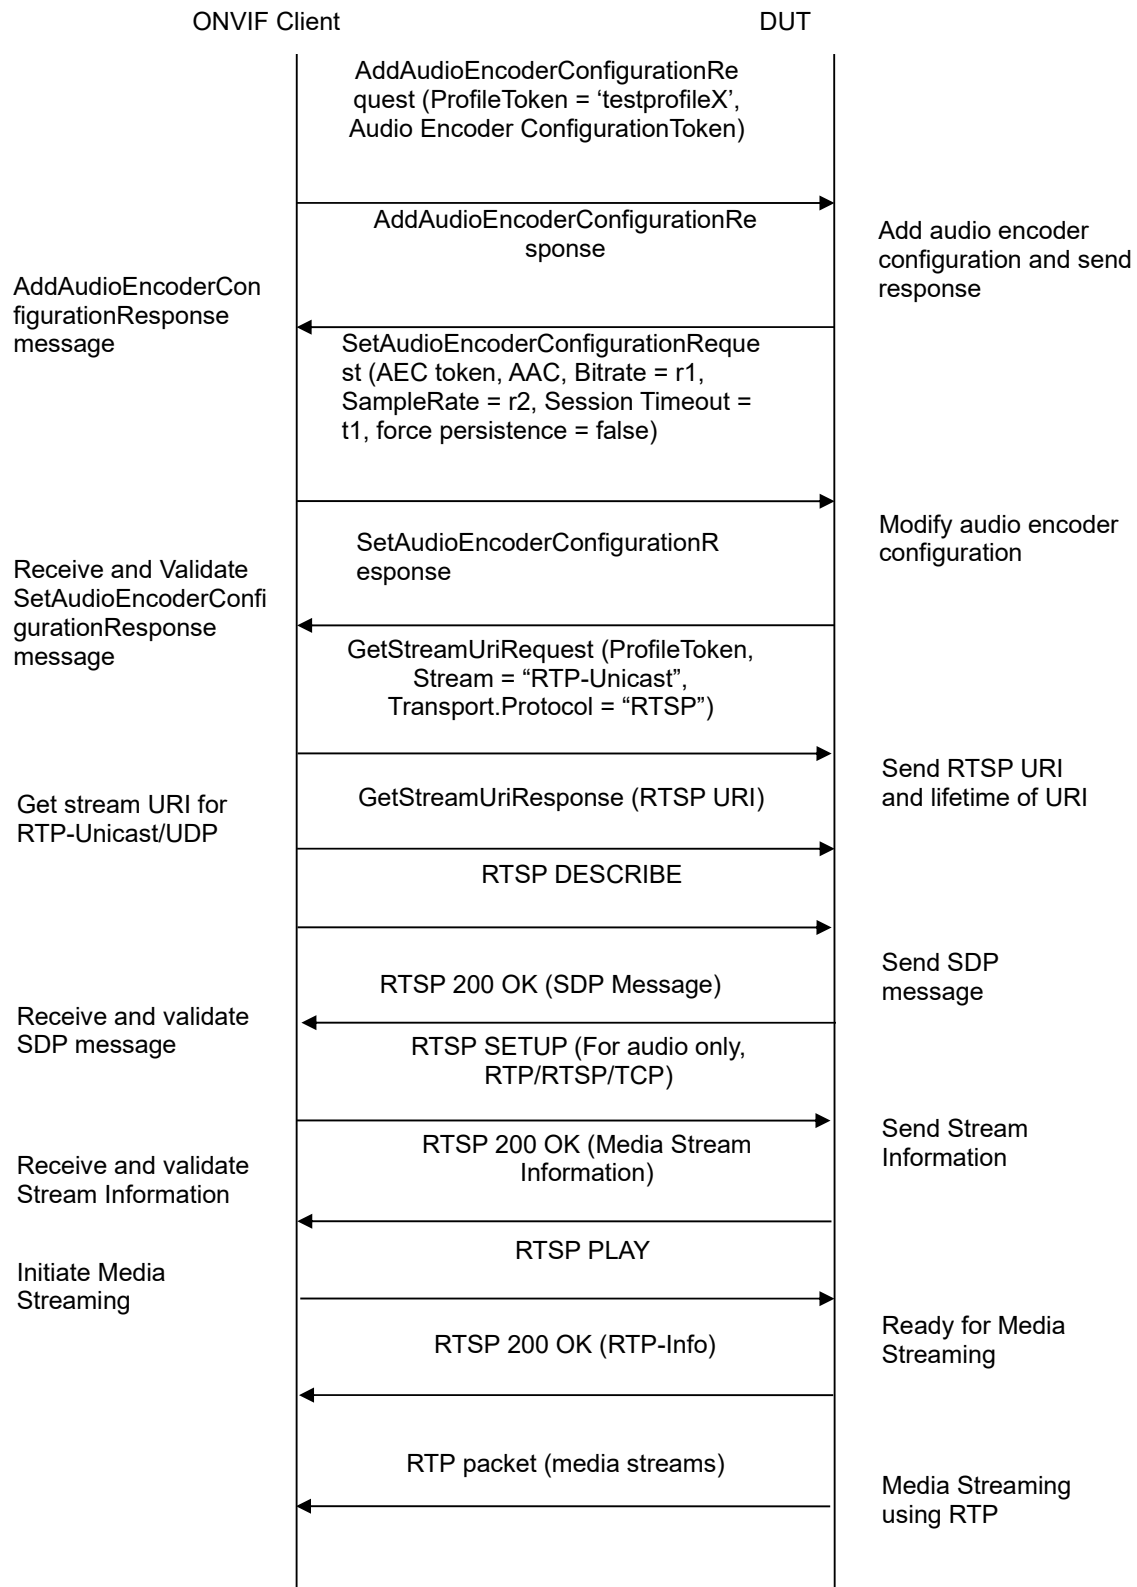 ONVIF Client
DUT
AddAudioEncoderConfigurationRe
quest (ProfileToken = ‘testprofileX’,
Audio Encoder ConfigurationToken)
AddAudioEncoderConfigurationRe
sponse
Add audio encoder
configuration and send
response
AddAudioEncoderCon
figurationResponse
message
SetAudioEncoderConfigurationReque
st (AEC token, AAC, Bitrate = r1,
SampleRate = r2, Session Timeout =
t1, force persistence = false)
Modify audio encoder
configuration
SetAudioEncoderConfigurationR
esponse
Receive and Validate
SetAudioEncoderConfi
gurationResponse
message
GetStreamUriRequest (ProfileToken,
Stream = “RTP-Unicast”,
Transport.Protocol = “RTSP”)
Send RTSP URI
and lifetime of URI
Get stream URI for
RTP-Unicast/UDP
GetStreamUriResponse (RTSP URI)
RTSP DESCRIBE
Send SDP
message
RTSP 200 OK (SDP Message)
Receive and validate
SDP message
RTSP SETUP (For audio only,
RTP/RTSP/TCP)
Send Stream
Information
RTSP 200 OK (Media Stream
Information)
Receive and validate
Stream Information
RTSP PLAY
Initiate Media
Streaming
Ready for Media
Streaming
RTSP 200 OK (RTP-Info)
RTP packet (media streams)
Media Streaming
using RTP